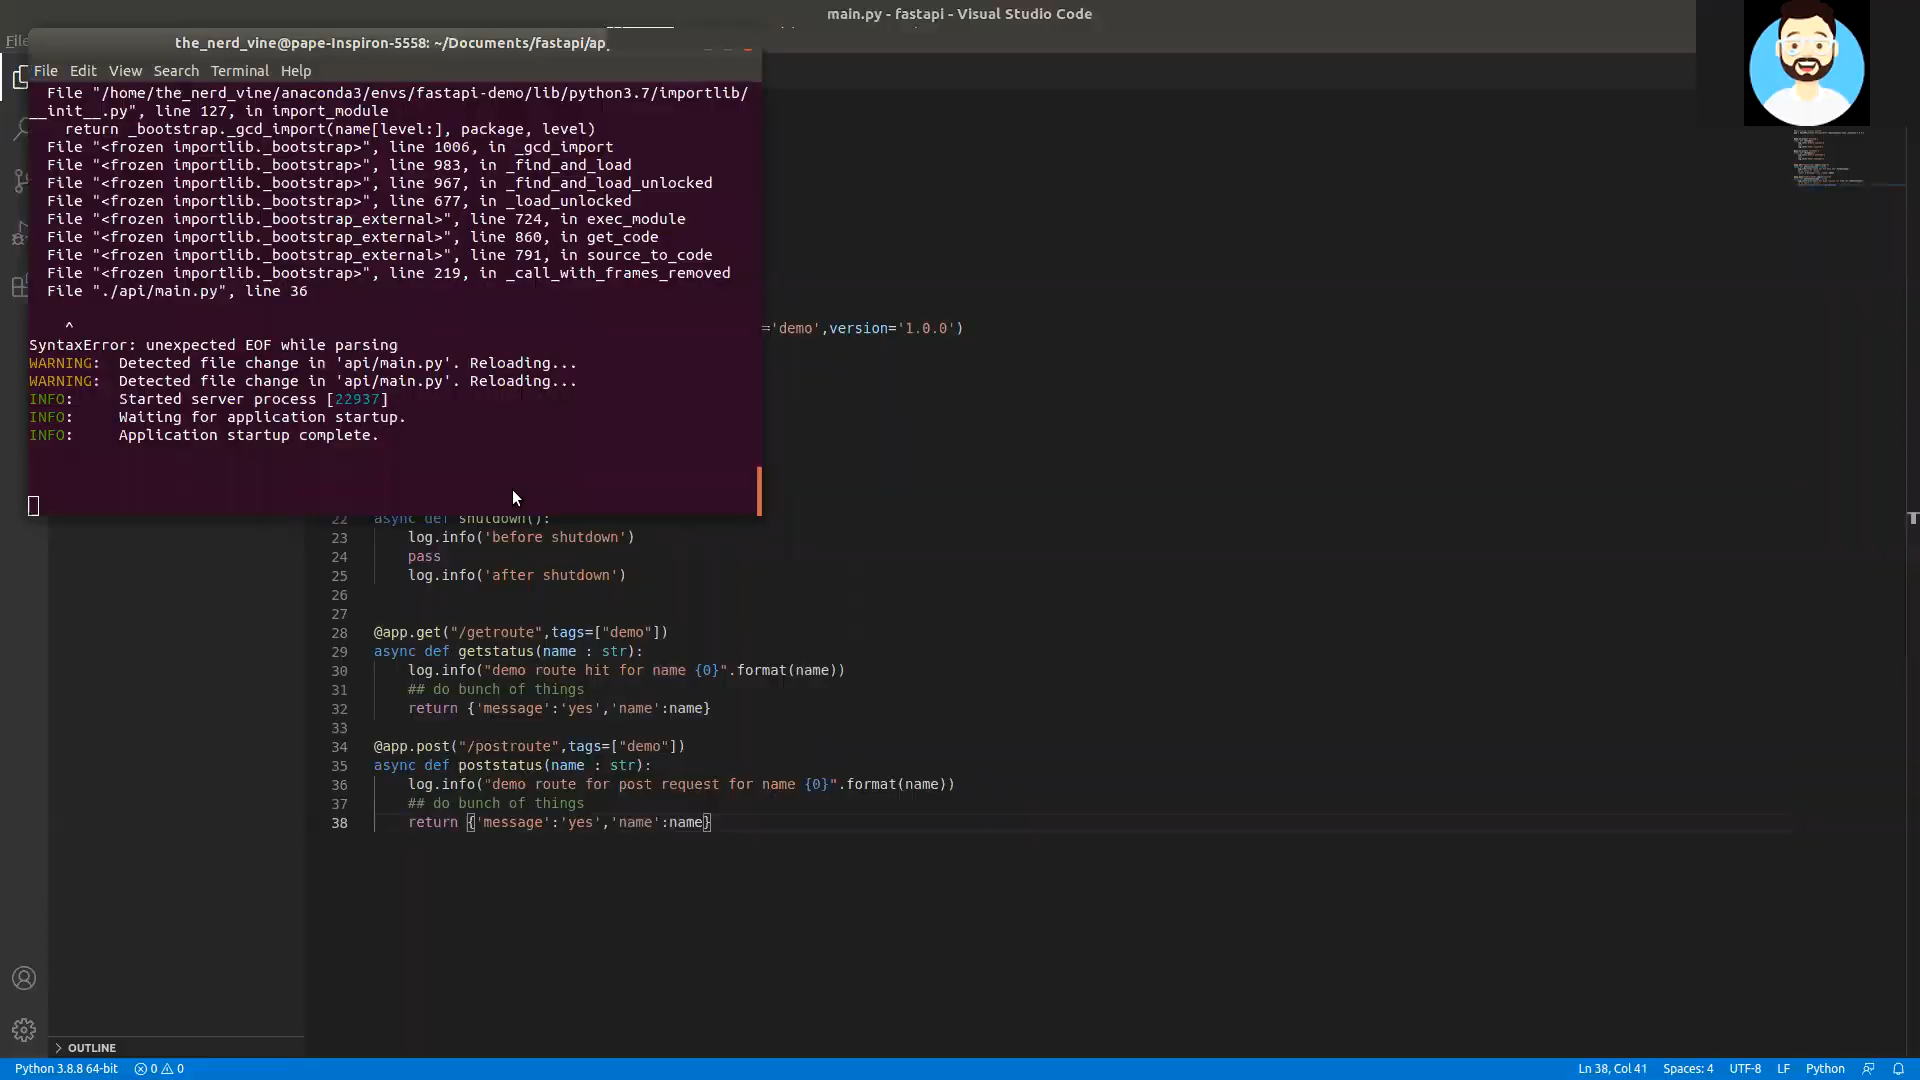 main.py - fastapi - Visual Studio Code
File
the_nerd_vine@pape-Inspiron-5558: ~/Documents/fastapi/ap
File Edit View Search Terminal Help
File "/home/the_nerd_vine/anaconda3/envs/fastapi-demo/lib/python3.7/importlib/
__init__.py", line 127, in import_module
return _bootstrap._gcd_import(name[level:], package, level)
File "<frozen importlib._bootstrap>", line 1006, in _gcd_import
File "<frozen importlib._bootstrap>", line 983, in _find_and_load
File "<frozen importlib._bootstrap>", line 967, in _find_and_load_unlocked
File "<frozen importlib._bootstrap>", line 677, in _load_unlocked
File "<frozen importlib._bootstrap_external>", line 724, in exec_module
File "<frozen importlib._bootstrap_external>", line 860, in get_code
File "<frozen importlib._bootstrap_external>", line 791, in source_to_code
File "<frozen importlib._bootstrap>", line 219, in _call_with_frames_removed
File "./api/main.py", line 36
^
SyntaxError: unexpected EOF while parsing
WARNING: Detected file change in 'api/main.py'. Reloading...
WARNING: Detected file change in 'api/main.py'. Reloading...
INFO: Started server process [22937]
INFO: Waiting for application startup.
INFO: Application startup complete.
='demo',version='1.0.0')
22 async def shutdown():
23 log.info('before shutdown')
24 pass
25 log.info('after shutdown')
26
27
28 @app.get("/getroute",tags=["demo"])
29 async def getstatus(name : str):
30 log.info("demo route hit for name {0}".format(name))
31 ## do bunch of things
32 return {'message':'yes','name':name}
33
34 @app.post("/postroute",tags=["demo"])
35 async def poststatus(name : str):
36 log.info("demo route for post request for name {0}".format(name))
37 ## do bunch of things
38 return {'message':'yes','name':name}
OUTLINE
Python 3.8.8 64-bit 0 0 Ln 38, Col 41 Spaces: 4 UTF-8 LF Python